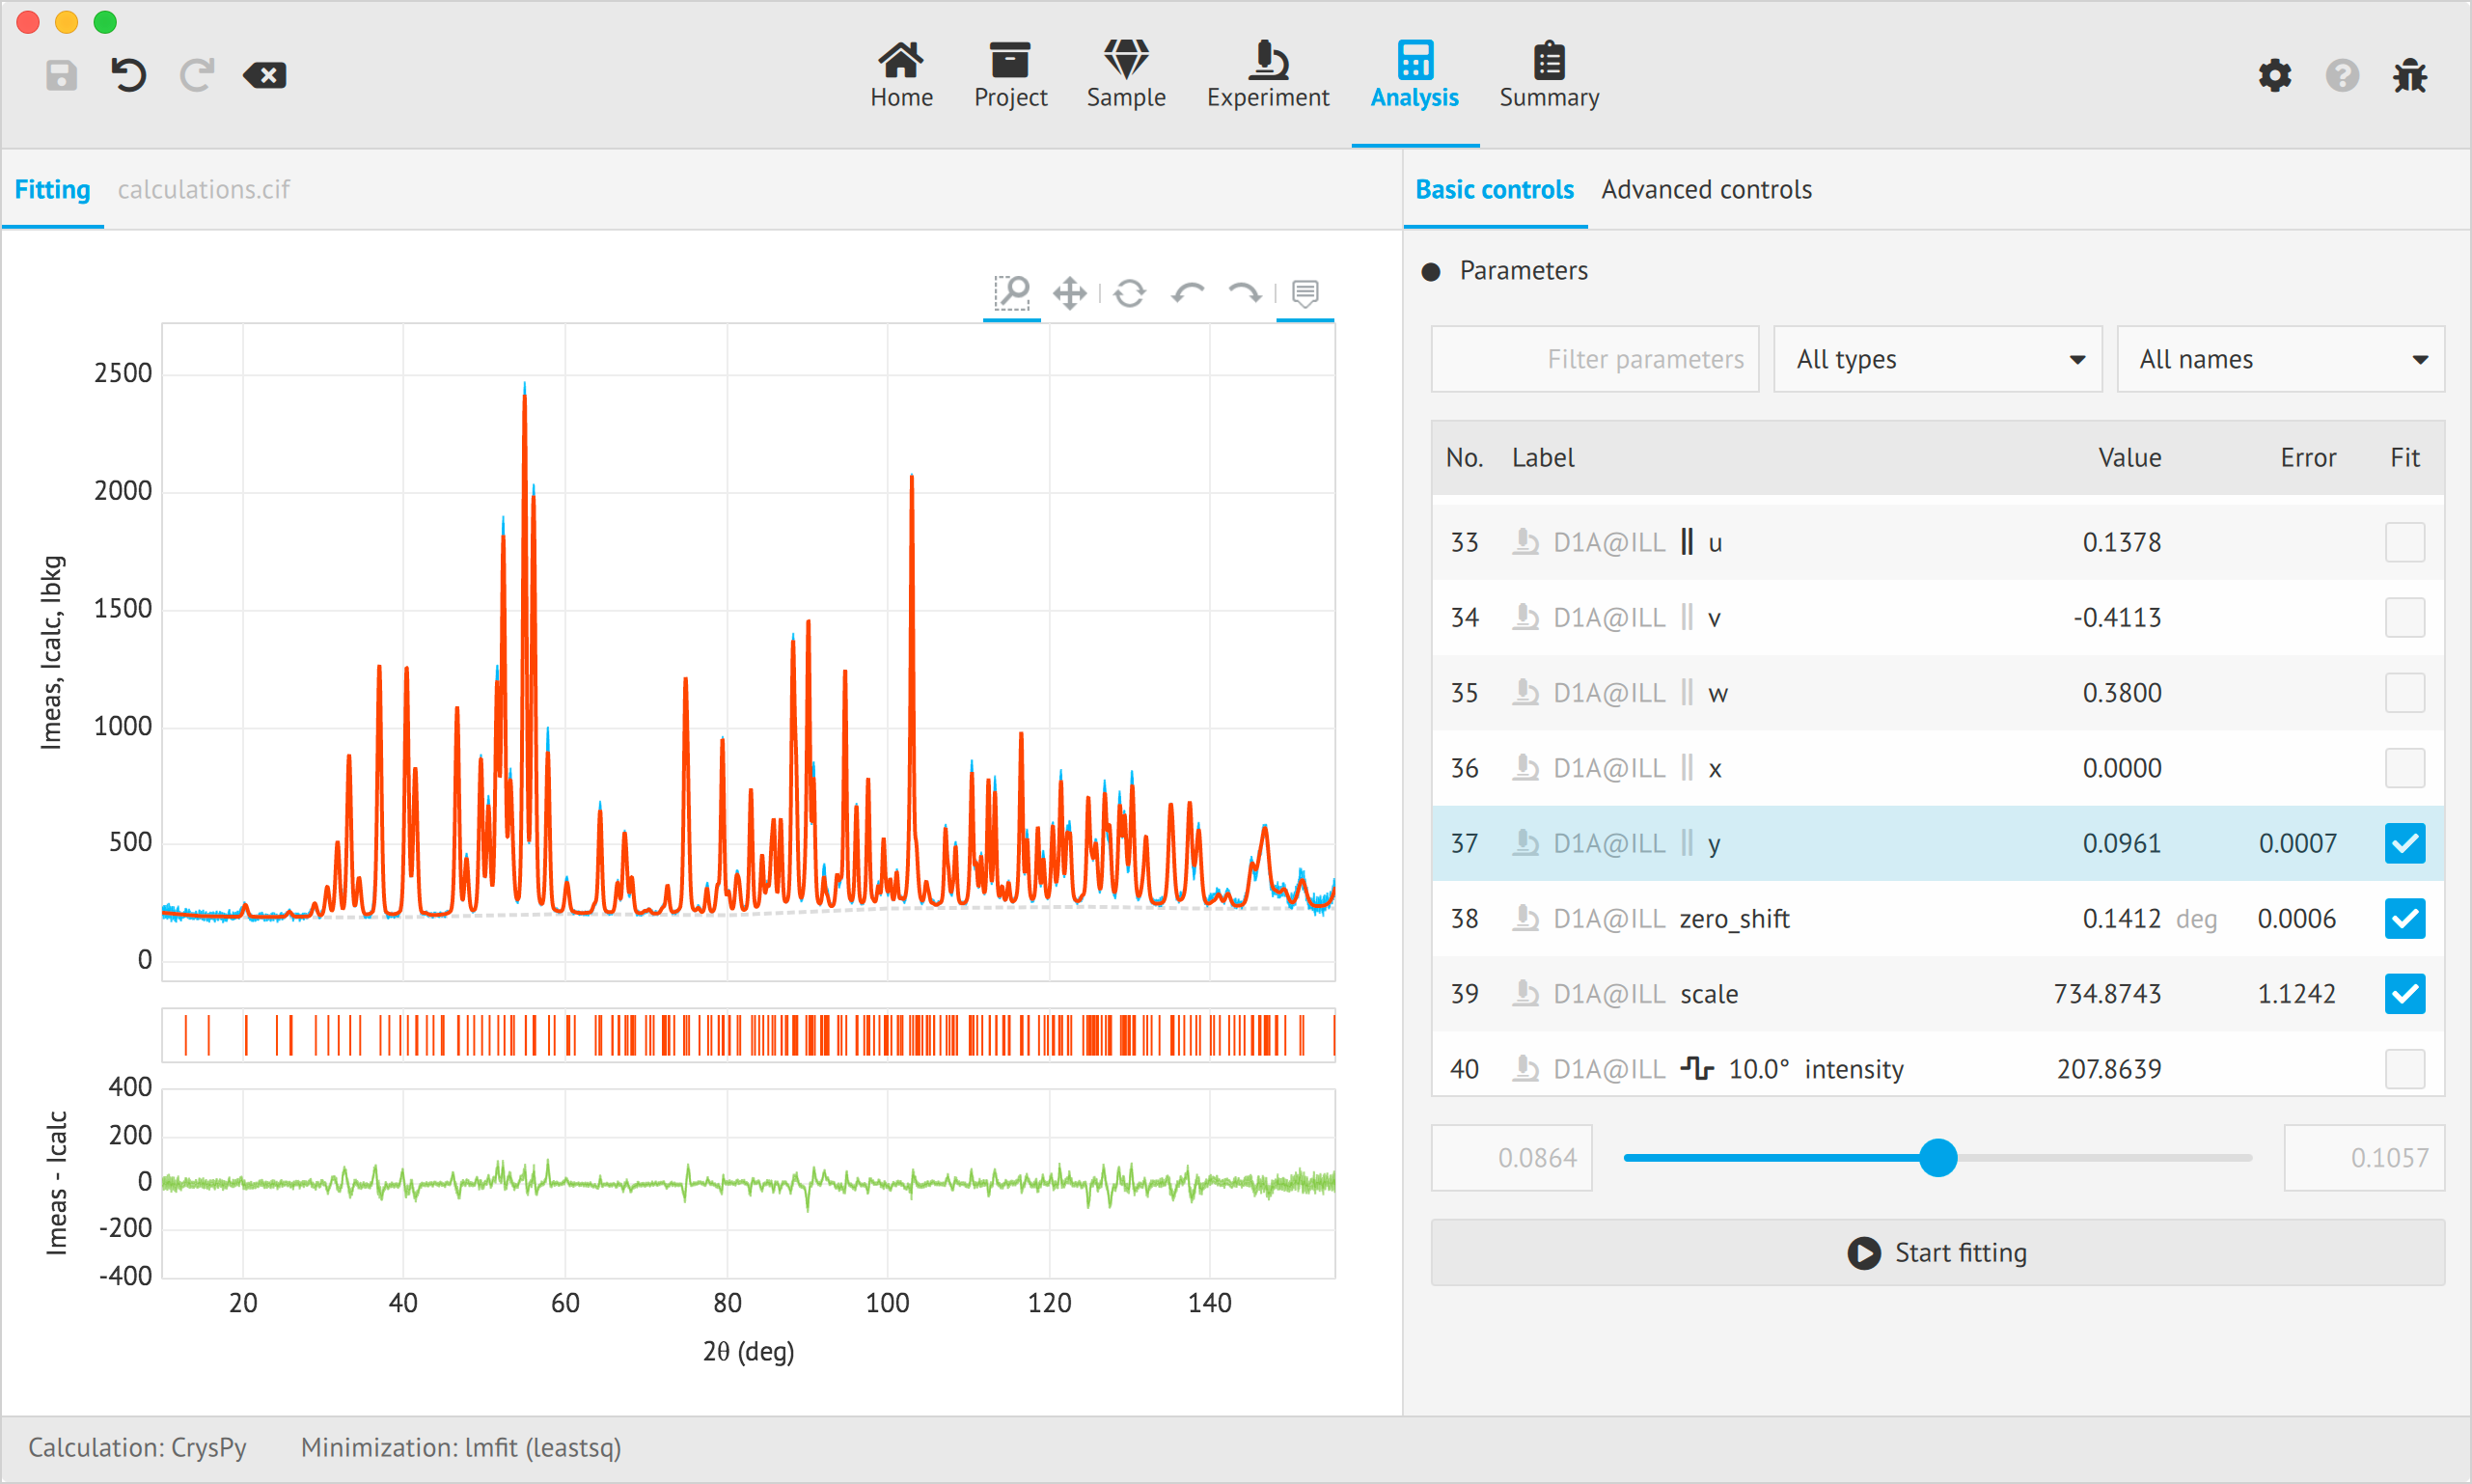 Home Project Sample Experiment Analysis Summary
Fitting calculations.cif
Basic controls Advanced controls
Parameters
Filter parameters All types All names
No. Label Value Error Fit
33 D1A@ILL u 0.1378
34 D1A@ILL v -0.4113
35 D1A@ILL w 0.3800
36 D1A@ILL x 0.0000
37 D1A@ILL y 0.0961 0.0007
38 D1A@ILL zero_shift 0.1412 deg 0.0006
39 D1A@ILL scale 734.8743 1.1242
40 D1A@ILL 10.0° intensity 207.8639
0.0864 0.1057
Start fitting
Imeas, Icalc, Ibkg
2500
2000
1500
1000
500
0
Imeas - Icalc
400
200
0
-200
-400
20 40 60 80 100 120 140
2θ (deg)
Calculation: CrysPy Minimization: lmfit (leastsq)